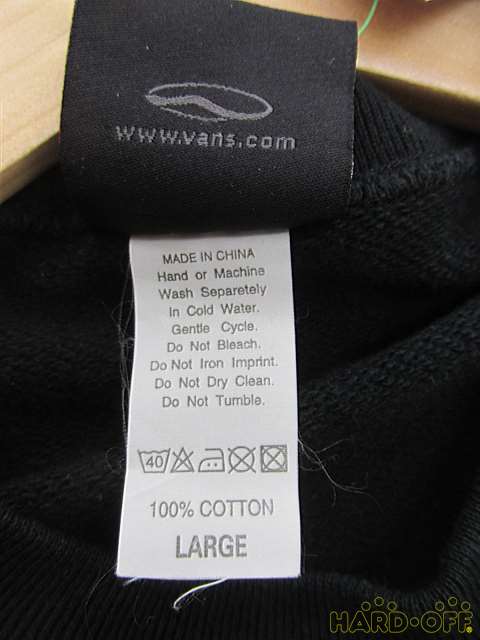 www.vans.com
MADE IN CHINA
Hand or Machine
Wash Separetely
In Cold Water.
Gentle Cycle.
Do Not Bleach.
Do Not Iron Imprint.
Do Not Dry Clean.
Do Not Tumble.
40
100% COTTON
LARGE
HARD·OFF